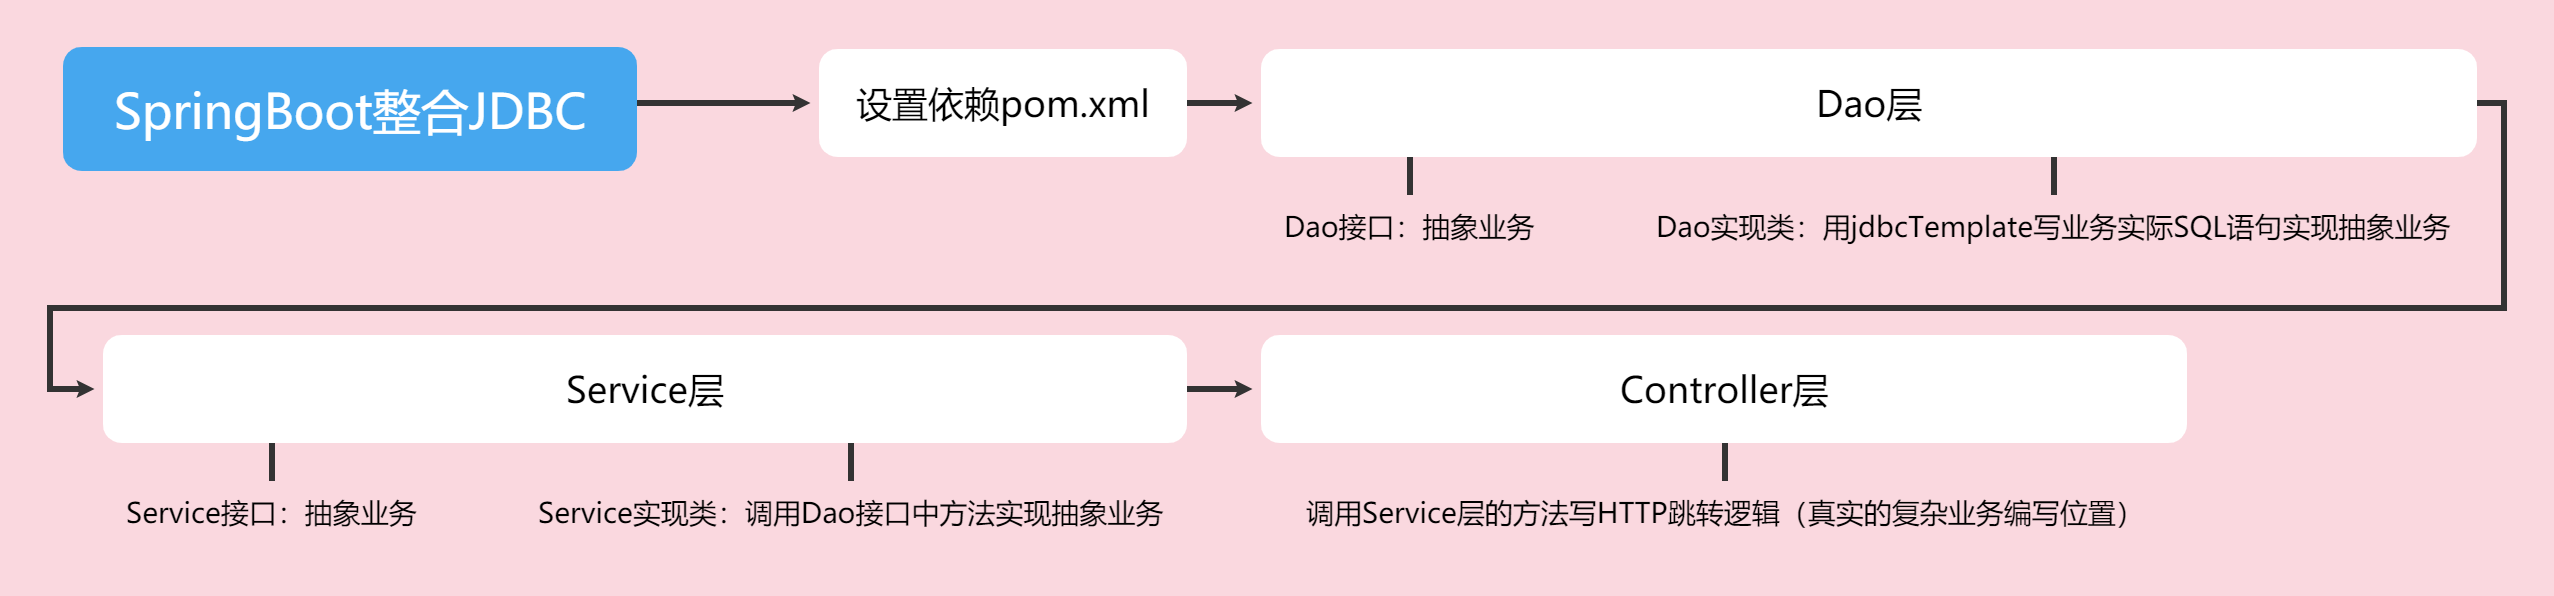 SpringBoot整合JDBC
设置依赖pom.xml
Dao层
Dao接口：抽象业务
Dao实现类：用jdbcTemplate写业务实际SQL语句实现抽象业务
Service层
Controller层
Service接口：抽象业务
Service实现类：调用Dao接口中方法实现抽象业务
调用Service层的方法写HTTP跳转逻辑（真实的复杂业务编写位置）